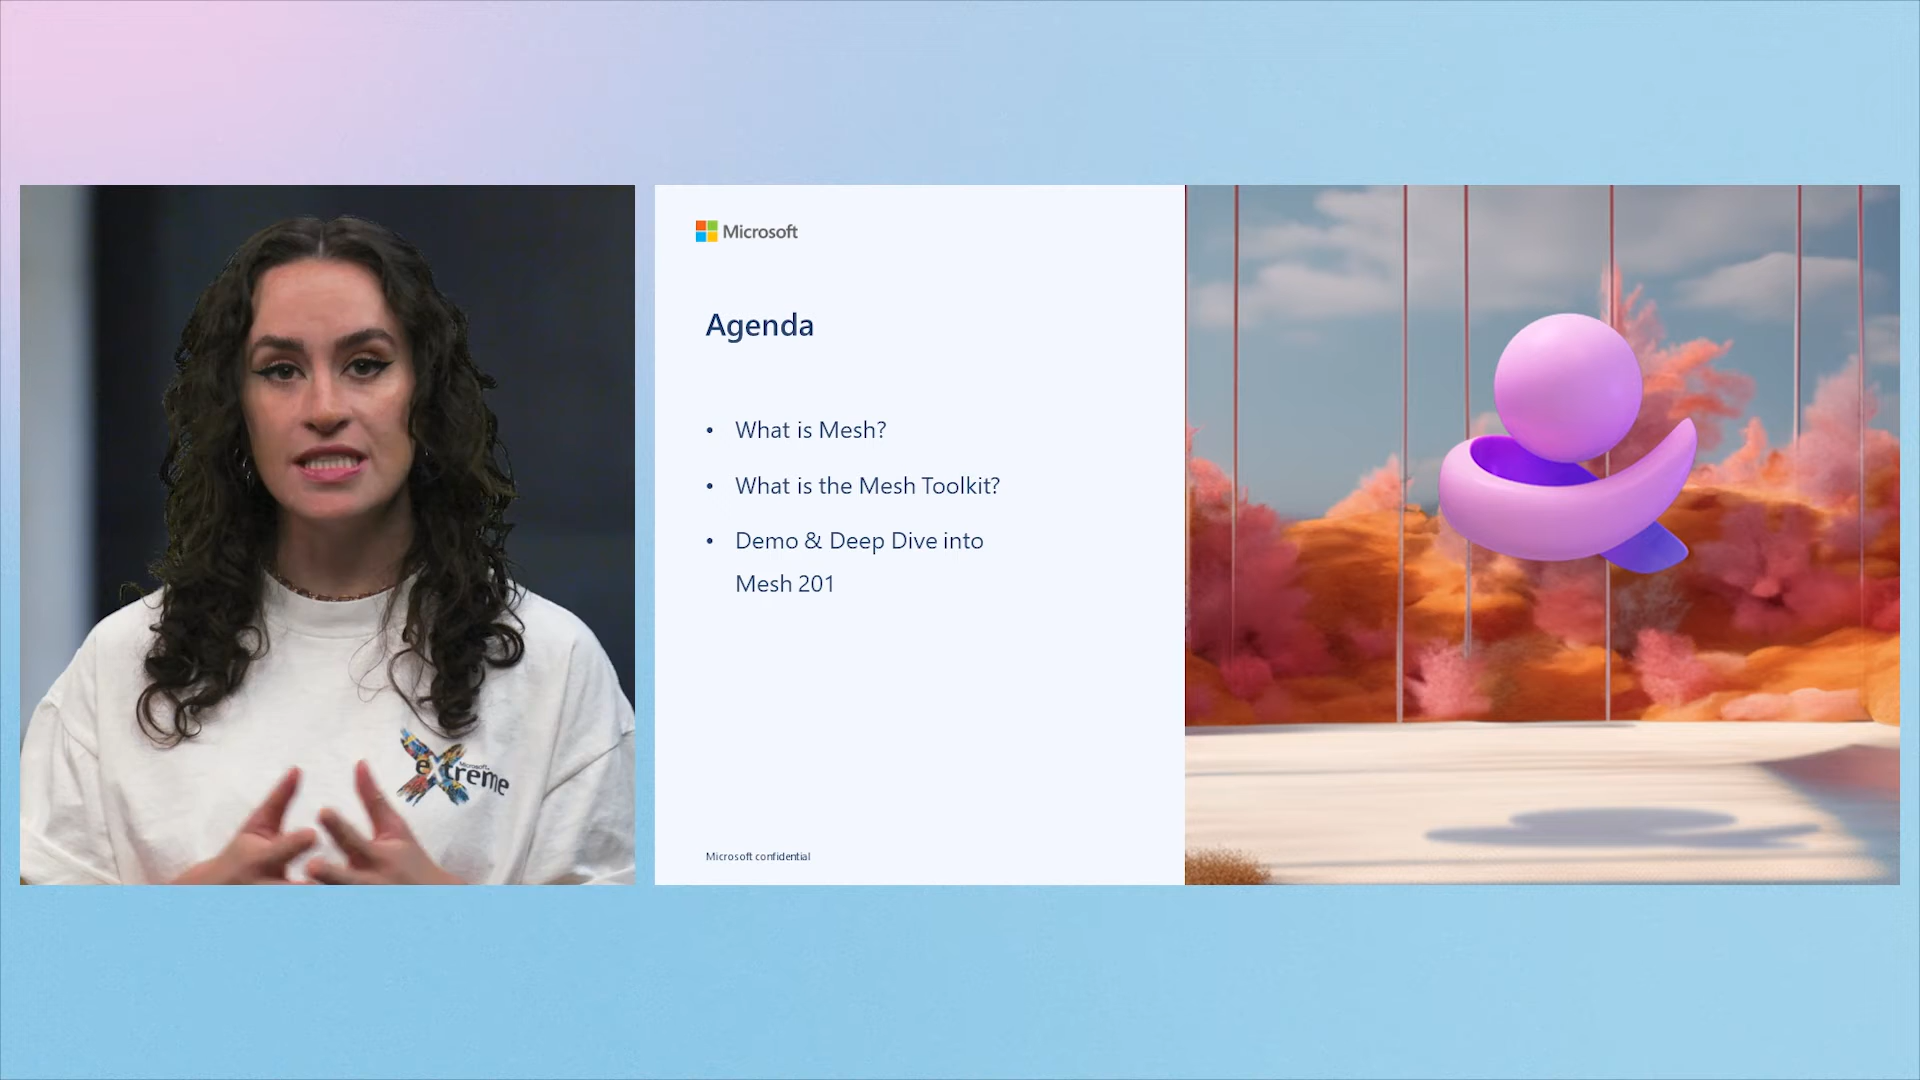 Microsoft
Agenda
• What is Mesh?
• What is the Mesh Toolkit?
• Demo & Deep Dive into
Mesh 201
Microsoft confidential
Microsoft
eXtreme